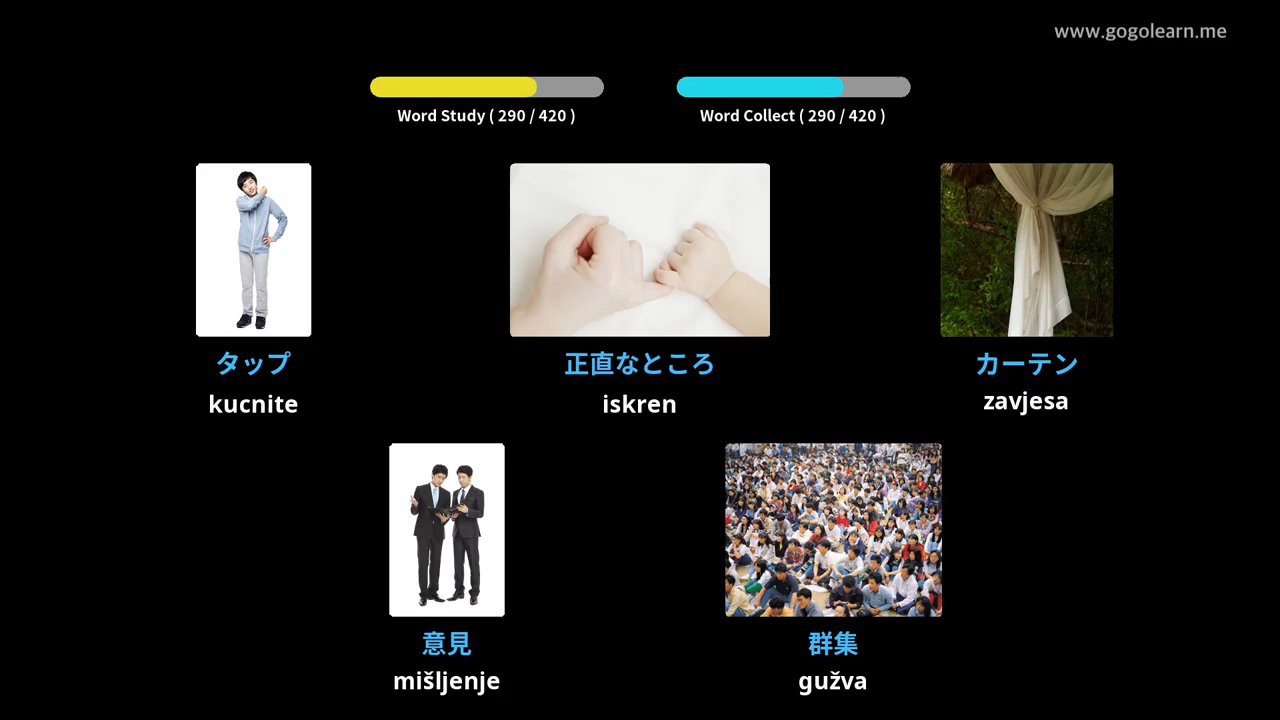 www.gogolearn.me
Word Study ( 290 / 420 )
Word Collect ( 290 / 420 )
タップ
kucnite
正直なところ
iskren
カーテン
zavjesa
意見
mišljenje
群集
gužva